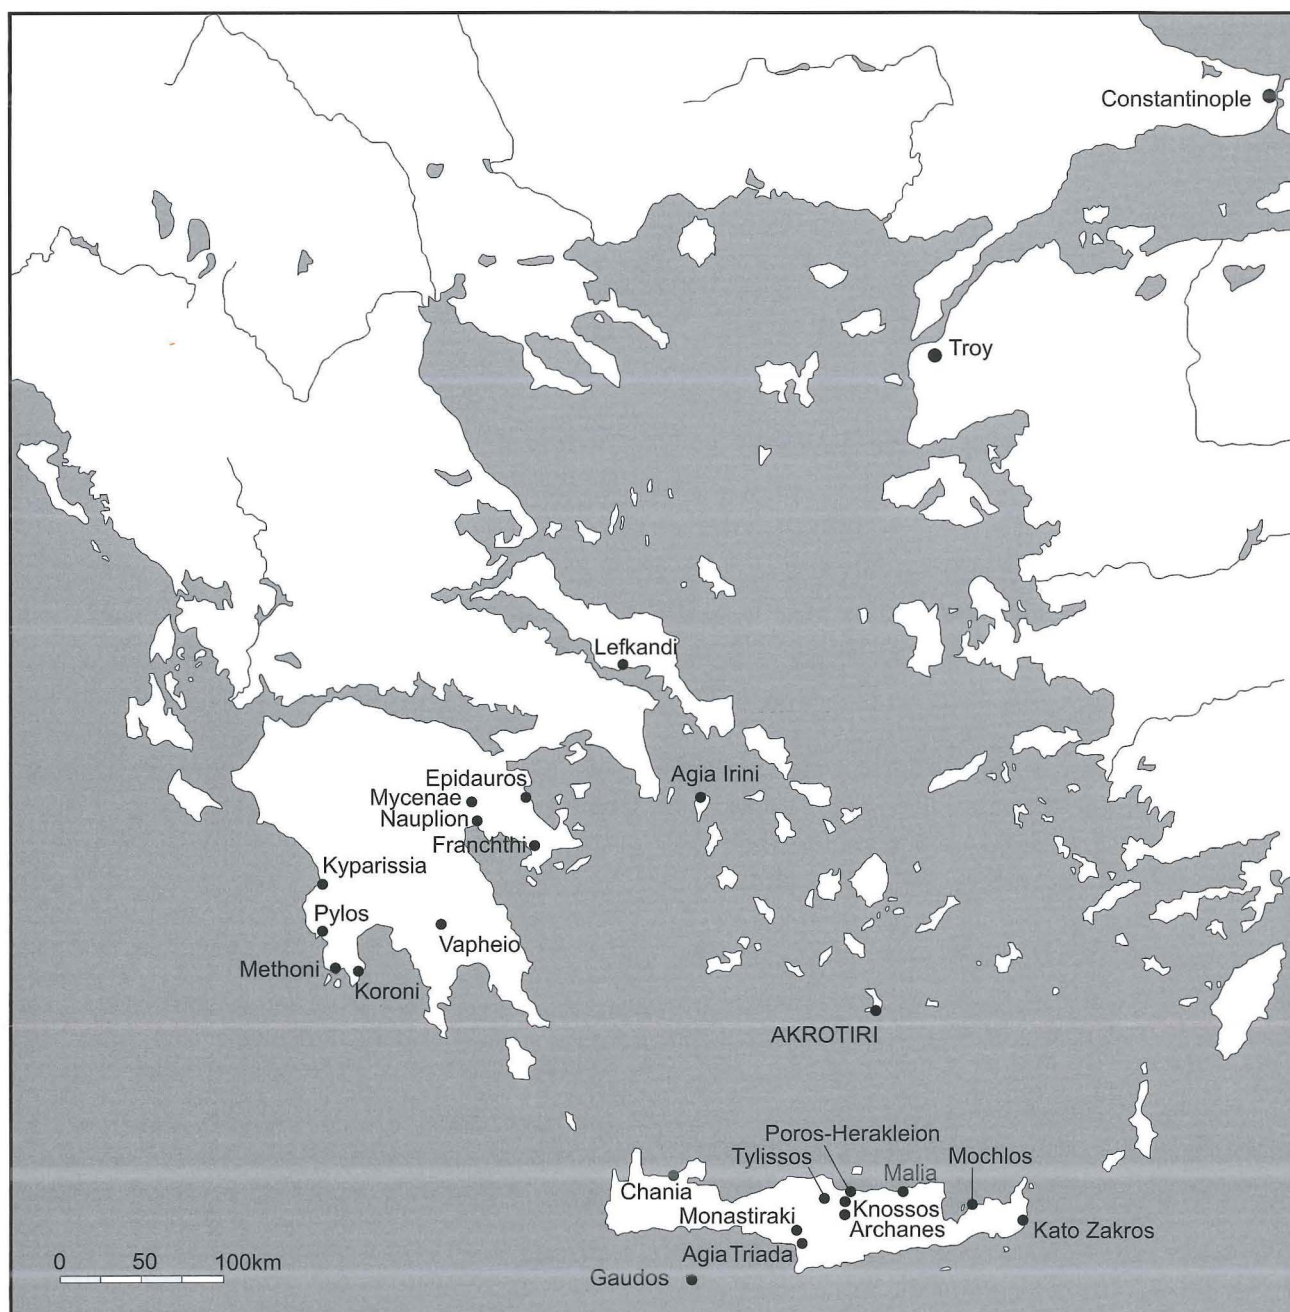 Constantinople
Troy
Lefkandi
Agia Irini
Epidauros
Mycenae
Nauplion
Franchthi
Kyparissia
Pylos
Vapheio
Methoni
Koroni
AKROTIRI
Poros-Herakleion
Tylissos
Malia
Mochlos
Chania
Knossos
Monastiraki
Archanes
Kato Zakros
Agia Triada
Gaudos
0 50 100km